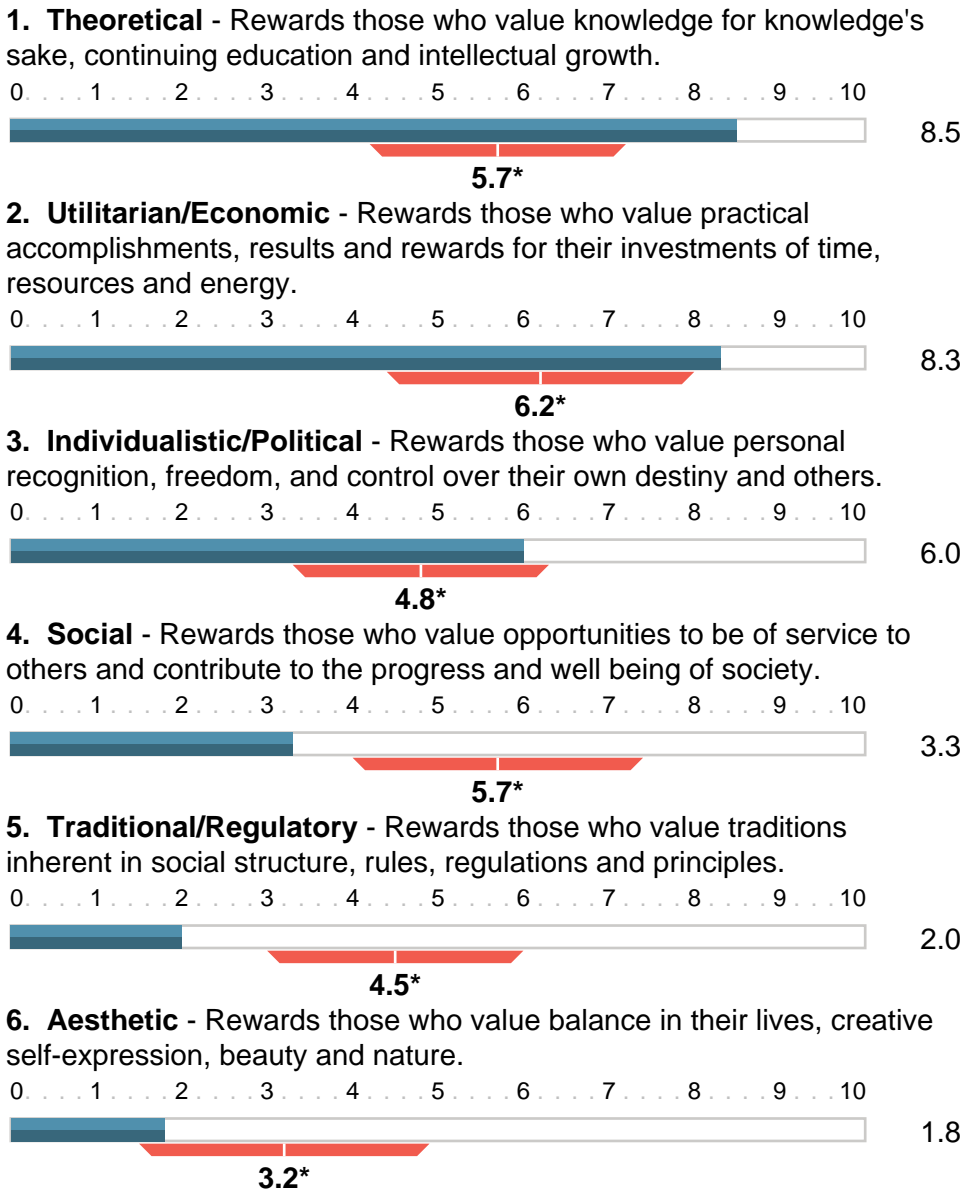 1. Theoretical - Rewards those who value knowledge for knowledge's
sake, continuing education and intellectual growth.
0. . . . 1 . . . . 2 . . . . 3 . . . . 4 . . . . 5 . . . . 6 . . . . 7 . . . . 8 . . . . 9 . . . 10
8.5
5.7*
2. Utilitarian/Economic - Rewards those who value practical
accomplishments, results and rewards for their investments of time,
resources and energy.
0. . . . 1 . . . . 2 . . . . 3 . . . . 4 . . . . 5 . . . . 6 . . . . 7 . . . . 8 . . . . 9 . . . 10
8.3
6.2*
3. Individualistic/Political - Rewards those who value personal
recognition, freedom, and control over their own destiny and others.
0. . . . 1 . . . . 2 . . . . 3 . . . . 4 . . . . 5 . . . . 6 . . . . 7 . . . . 8 . . . . 9 . . . 10
6.0
4.8*
4. Social - Rewards those who value opportunities to be of service to
others and contribute to the progress and well being of society.
0. . . . 1 . . . . 2 . . . . 3 . . . . 4 . . . . 5 . . . . 6 . . . . 7 . . . . 8 . . . . 9 . . . 10
3.3
5.7*
5. Traditional/Regulatory - Rewards those who value traditions
inherent in social structure, rules, regulations and principles.
0. . . . 1 . . . . 2 . . . . 3 . . . . 4 . . . . 5 . . . . 6 . . . . 7 . . . . 8 . . . . 9 . . . 10
2.0
4.5*
6. Aesthetic - Rewards those who value balance in their lives, creative
self-expression, beauty and nature.
0. . . . 1 . . . . 2 . . . . 3 . . . . 4 . . . . 5 . . . . 6 . . . . 7 . . . . 8 . . . . 9 . . . 10
1.8
3.2*